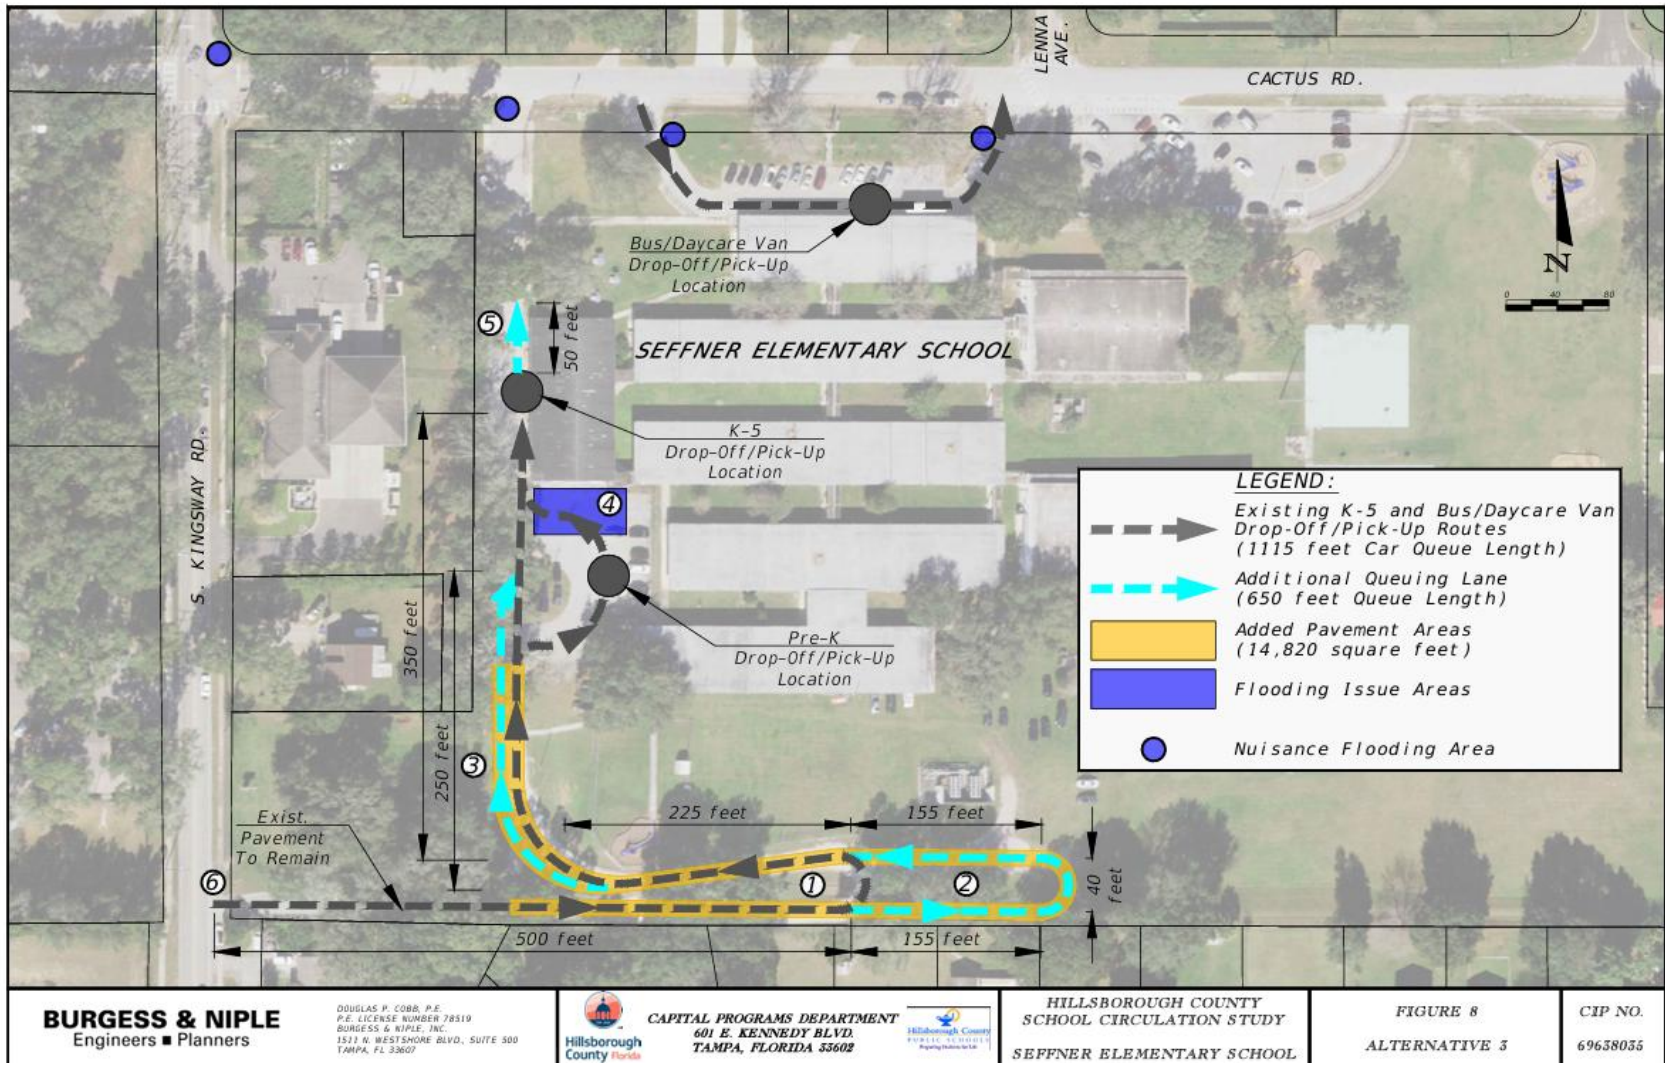 LENNA
AVE.
CACTUS RD.
Bus/Daycare Van
Drop-Off/Pick-Up
Location
N
0 40 80
5
50 feet
SEFFNER ELEMENTARY SCHOOL
K-5
Drop-Off/Pick-Up
Location
S. KINGSWAY RD.
4
350 feet
Pre-K
Drop-Off/Pick-Up
Location
LEGEND:
Existing K-5 and Bus/Daycare Van
Drop-Off/Pick-Up Routes
(1115 feet Car Queue Length)
Additional Queuing Lane
(650 feet Queue Length)
Added Pavement Areas
(14,820 square feet)
Flooding Issue Areas
Nuisance Flooding Area
3
250 feet
225 feet
155 feet
Exist.
Pavement
To Remain
6
1
2
40
feet
500 feet
155 feet
BURGESS & NIPLE
Engineers ■ Planners
DOUGLAS P. COBB, P.E.
P.E. LICENSE NUMBER 78519
BURGESS & NIPLE, INC.
1511 N. WESTSHORE BLVD., SUITE 500
TAMPA, FL 33607
Hillsborough
County Florida
CAPITAL PROGRAMS DEPARTMENT
601 E. KENNEDY BLVD.
TAMPA, FLORIDA 33602
Hillsborough County
PUBLIC SCHOOLS
Preparing Students for Life
HILLSBOROUGH COUNTY
SCHOOL CIRCULATION STUDY
SEFFNER ELEMENTARY SCHOOL
FIGURE 8
ALTERNATIVE 3
CIP NO.
69638035